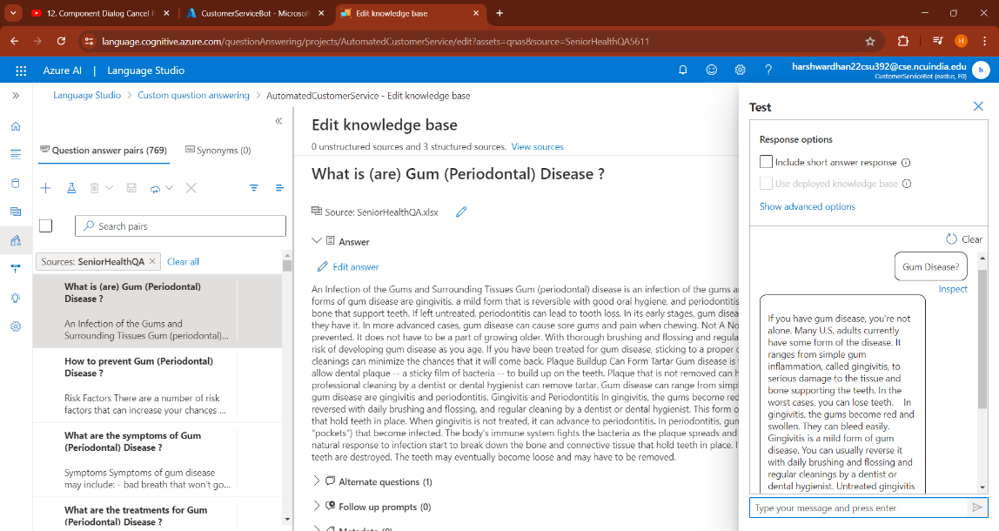 12. Component Dialog Cancel
CustomerServiceBot - Microsof
Edit knowledge base
language.cognitive.azure.com/questionAnswering/projects/AutomatedCustomerService/edit?assets=qnas&source=SeniorHealthQA5611
H
Azure AI | Language Studio
harshwardhan22csu392@cse.ncuindia.edu
CustomerServiceBot (eastus, F0)
h
Language Studio > Custom question answering > AutomatedCustomerService - Edit knowledge base
Question answer pairs (769)
Synonyms (0)
Search pairs
Sources: SeniorHealthQA
Clear all
What is (are) Gum (Periodontal)
Disease ?
An Infection of the Gums and
Surrounding Tissues Gum (periodontal)...
How to prevent Gum (Periodontal)
Disease ?
Risk Factors There are a number of risk
factors that can increase your chances ...
What are the symptoms of Gum
(Periodontal) Disease ?
Symptoms Symptoms of gum disease
may include: - bad breath that won't go...
What are the treatments for Gum
(Periodontal) Disease ?
Edit knowledge base
0 unstructured sources and 3 structured sources. View sources
What is (are) Gum (Periodontal) Disease ?
Source: SeniorHealthQA.xlsx
Answer
Edit answer
An Infection of the Gums and Surrounding Tissues Gum (periodontal) disease is an infection of the gums a
forms of gum disease are gingivitis, a mild form that is reversible with good oral hygiene, and periodontitis
bone that support teeth. If left untreated, periodontitis can lead to tooth loss. In its early stages, gum disea
they have it. In more advanced cases, gum disease can cause sore gums and pain when chewing. Not A No
prevented. It does not have to be a part of growing older. With thorough brushing and flossing and regula
risk of developing gum disease as you age. If you have been treated for gum disease, sticking to a proper
cleanings can minimize the chances that it will come back. Plaque Buildup Can Form Tartar Gum disease is
allow dental plaque -- a sticky film of bacteria -- to build up on the teeth. Plaque that is not removed can h
professional cleaning by a dentist or dental hygienist can remove tartar. Gum disease can range from simpl
gum disease are gingivitis and periodontitis. Gingivitis and Periodontitis In gingivitis, the gums become red
reversed with daily brushing and flossing, and regular cleaning by a dentist or dental hygienist. This form o
that hold teeth in place. When gingivitis is not treated, it can advance to periodontitis. In periodontitis, gun
"pockets") that become infected. The body's immune system fights the bacteria as the plaque spreads and
natural response to infection start to break down the bone and connective tissue that hold teeth in place. I
teeth are destroyed. The teeth may eventually become loose and may have to be removed.
Alternate questions (1)
Follow up prompts (0)
Metadata (0)
Test
Response options
Include short answer response
Use deployed knowledge base
Show advanced options
Clear
Gum Disease?
Inspect
If you have gum disease, you're not
alone. Many U.S. adults currently
have some form of the disease. It
ranges from simple gum
inflammation, called gingivitis, to
serious damage to the tissue and
bone supporting the teeth. In the
worst cases, you can lose teeth. In
gingivitis, the gums become red and
swollen. They can bleed easily.
Gingivitis is a mild form of gum
disease. You can usually reverse it
with daily brushing and flossing and
regular cleanings by a dentist or
dental hygienist. Untreated gingivitis
Type your message and press enter